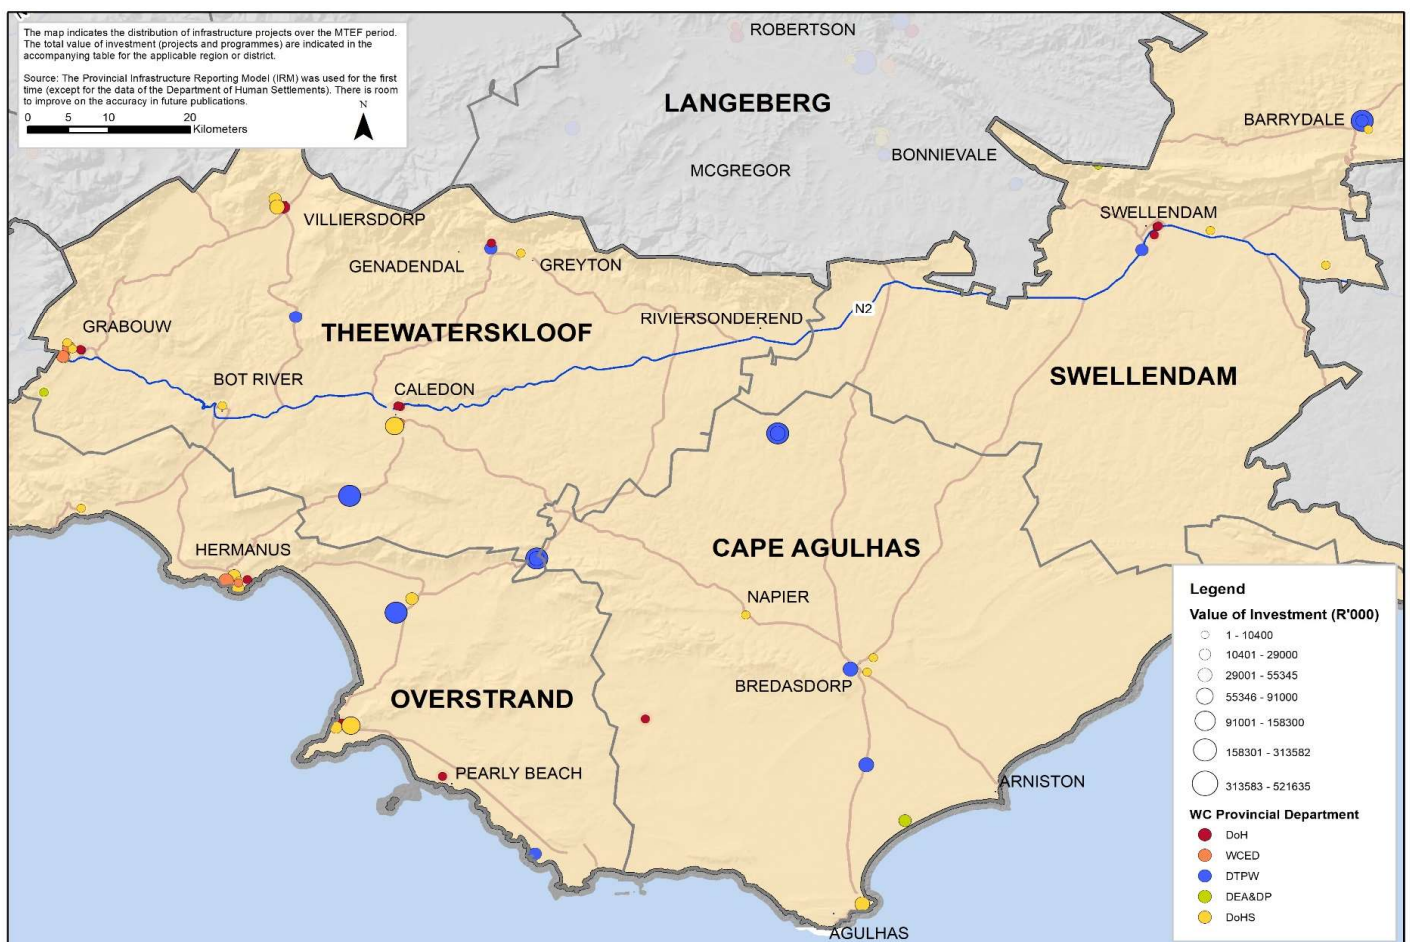 The map indicates the distribution of infrastructure projects over the MTEF period.
The total value of investment (projects and programmes) are indicated in the
accompanying table for the applicable region or district.
Source: The Provincial Infrastructure Reporting Model (IRM) was used for the first
time (except for the data of the Department of Human Settlements). There is room
to improve on the accuracy in future publications.
N
0 5 10 20
Kilometers
ROBERTSON
LANGEBERG
BARRYDALE
BONNIEVALE
MCGREGOR
SWELLENDAM
VILLIERSDORP
GENADENDAL
GREYTON
N2
RIVIERSONDEREND
GRABOUW
THEEWATERSKLOOF
BOT RIVER
CALEDON
SWELLENDAM
HERMANUS
CAPE AGULHAS
NAPIER
BREDASDORP
OVERSTRAND
PEARLY BEACH
ARNISTON
AGULHAS
Legend
Value of Investment (R'000)
1 - 10400
10401 - 29000
29001 - 55345
55346 - 91000
91001 - 158300
158301 - 313582
313583 - 521635
WC Provincial Department
DoH
WCED
DTPW
DEA&DP
DoHS